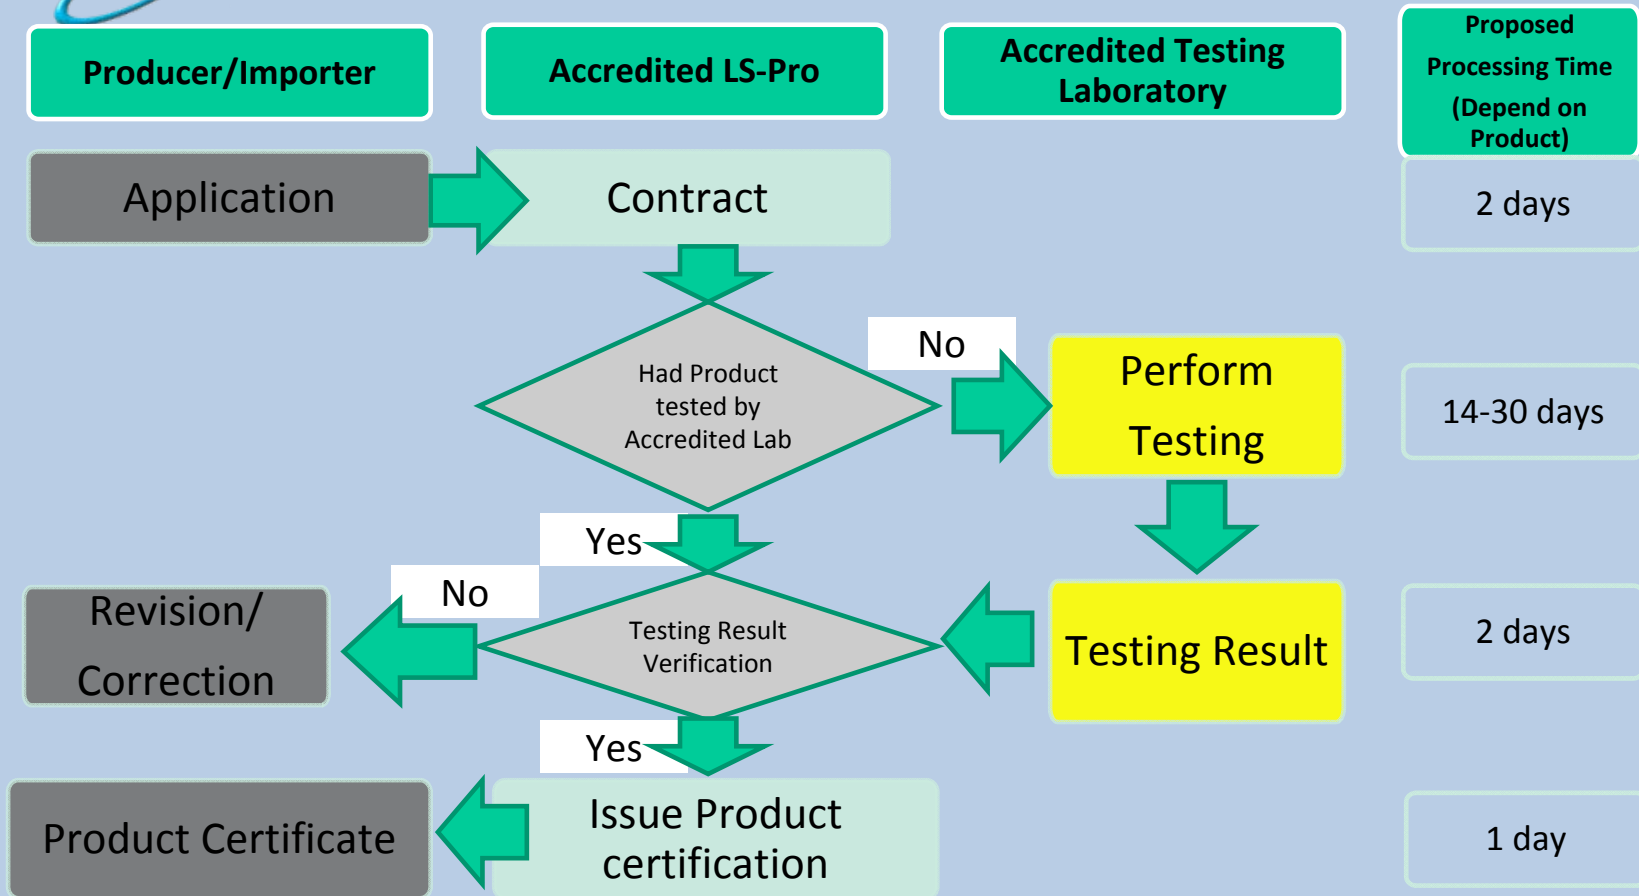 Producer/Importer
Accredited LS-Pro
Accredited Testing
Laboratory
Proposed
Processing Time
(Depend on
Product)
Application
Contract
2 days
Had Product
tested by
Accredited Lab
No
Perform
Testing
14-30 days
Yes
No
Revision/
Correction
Testing Result
Verification
Testing Result
2 days
Yes
Product Certificate
Issue Product
certification
1 day